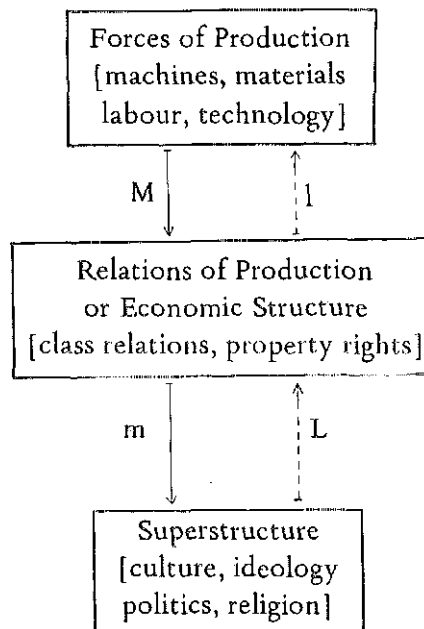 Forces of Production
[machines, materials
labour, technology]
M
l
Relations of Production
or Economic Structure
[class relations, property rights]
m
L
Superstructure
[culture, ideology
politics, religion]